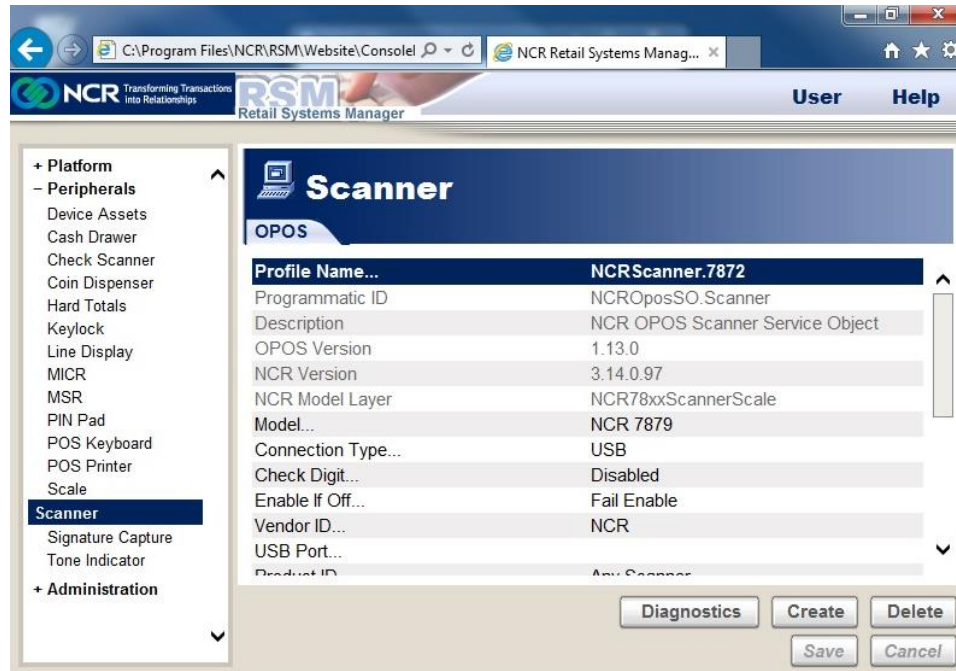 C:\Program Files\NCR\RSM\Website\Consolel
NCR Retail Systems Manag...
NCR Transforming Transactions into Relationships
RSM
Retail Systems Manager
User Help
+ Platform
− Peripherals
Device Assets
Cash Drawer
Check Scanner
Coin Dispenser
Hard Totals
Keylock
Line Display
MICR
MSR
PIN Pad
POS Keyboard
POS Printer
Scale
Scanner
Signature Capture
Tone Indicator
+ Administration
Scanner
OPOS
Profile Name... NCRScanner.7872
Programmatic ID NCROposSO.Scanner
Description NCR OPOS Scanner Service Object
OPOS Version 1.13.0
NCR Version 3.14.0.97
NCR Model Layer NCR78xxScannerScale
Model... NCR 7879
Connection Type... USB
Check Digit... Disabled
Enable If Off... Fail Enable
Vendor ID... NCR
USB Port...
Product ID Any Scanner
Diagnostics Create Delete
Save Cancel